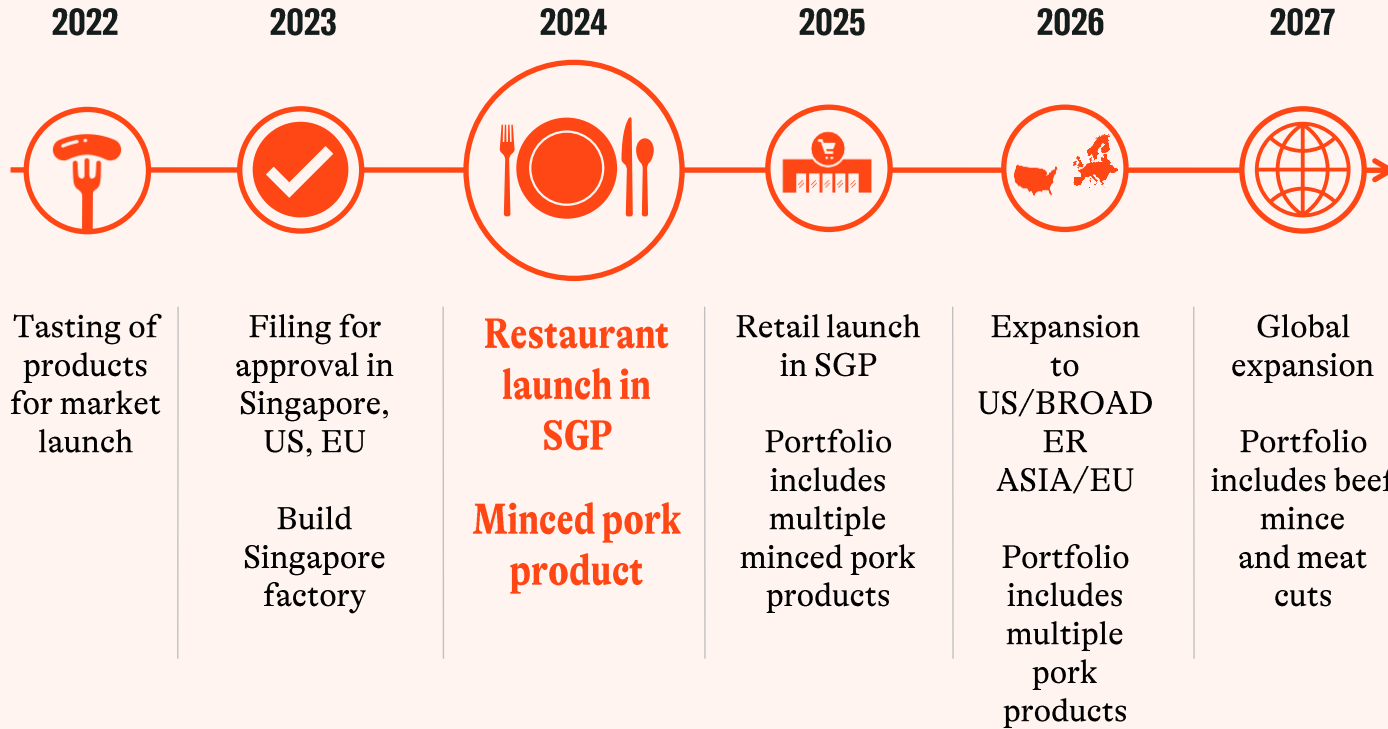 2022
2023
2024
2025
2026
2027
Tasting of
products
for market
launch
Filing for
approval in
Singapore,
US, EU
Build
Singapore
factory
Restaurant
launch in
SGP
Minced pork
product
Retail launch
in SGP
Portfolio
includes
multiple
minced pork
products
Expansion
to
US/BROAD
ER
ASIA/EU
Portfolio
includes
multiple
pork
products
Global
expansion
Portfolio
includes beef
mince
and meat
cuts